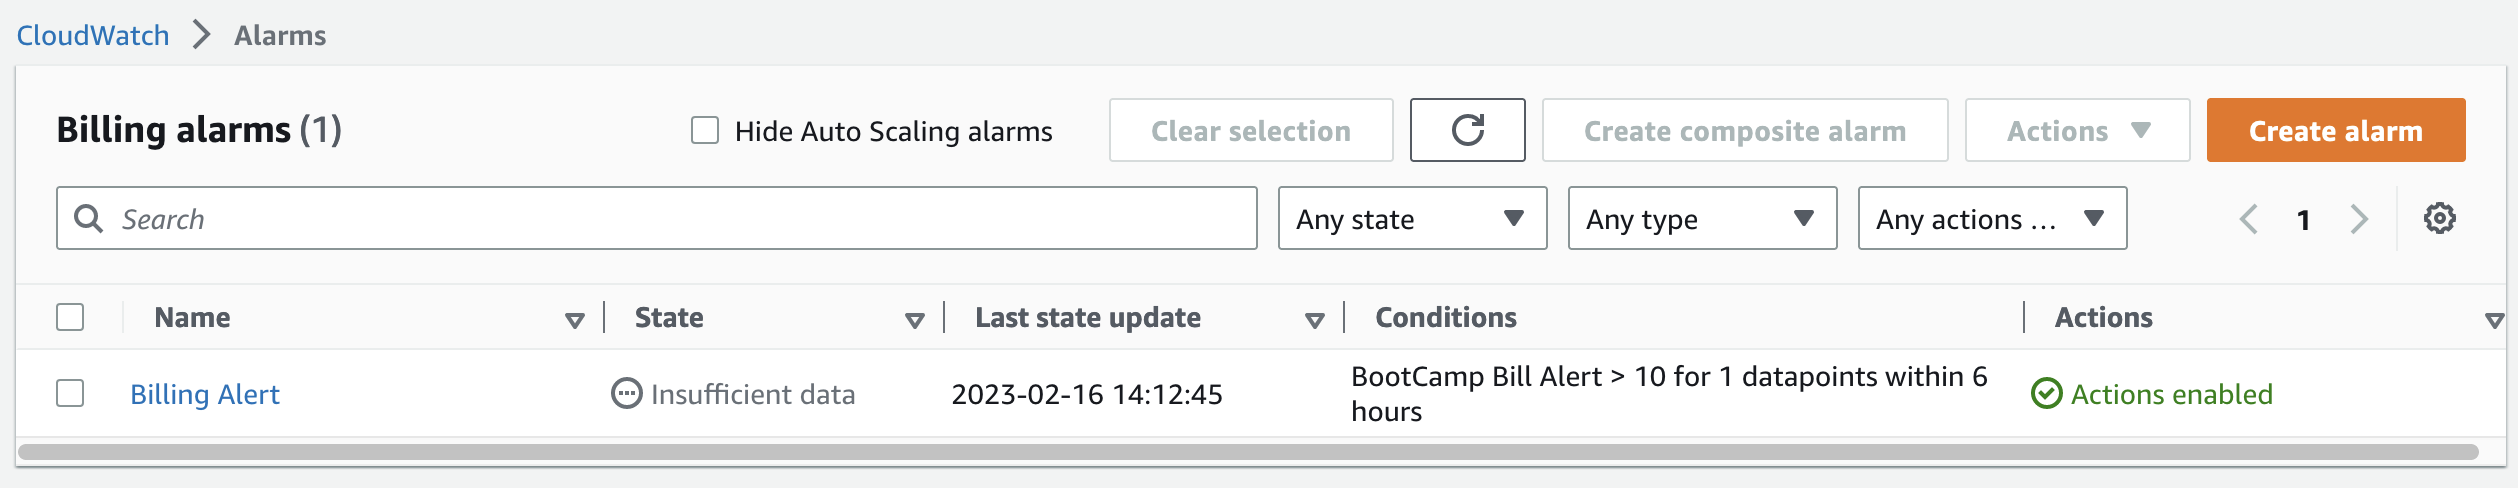 CloudWatch > Alarms
Billing alarms (1)
Hide Auto Scaling alarms
Clear selection
Create composite alarm
Actions
Create alarm
Search
Any state
Any type
Any actions ...
1
Name
State
Last state update
Conditions
Actions
Billing Alert
Insufficient data
2023-02-16 14:12:45
BootCamp Bill Alert > 10 for 1 datapoints within 6
hours
Actions enabled